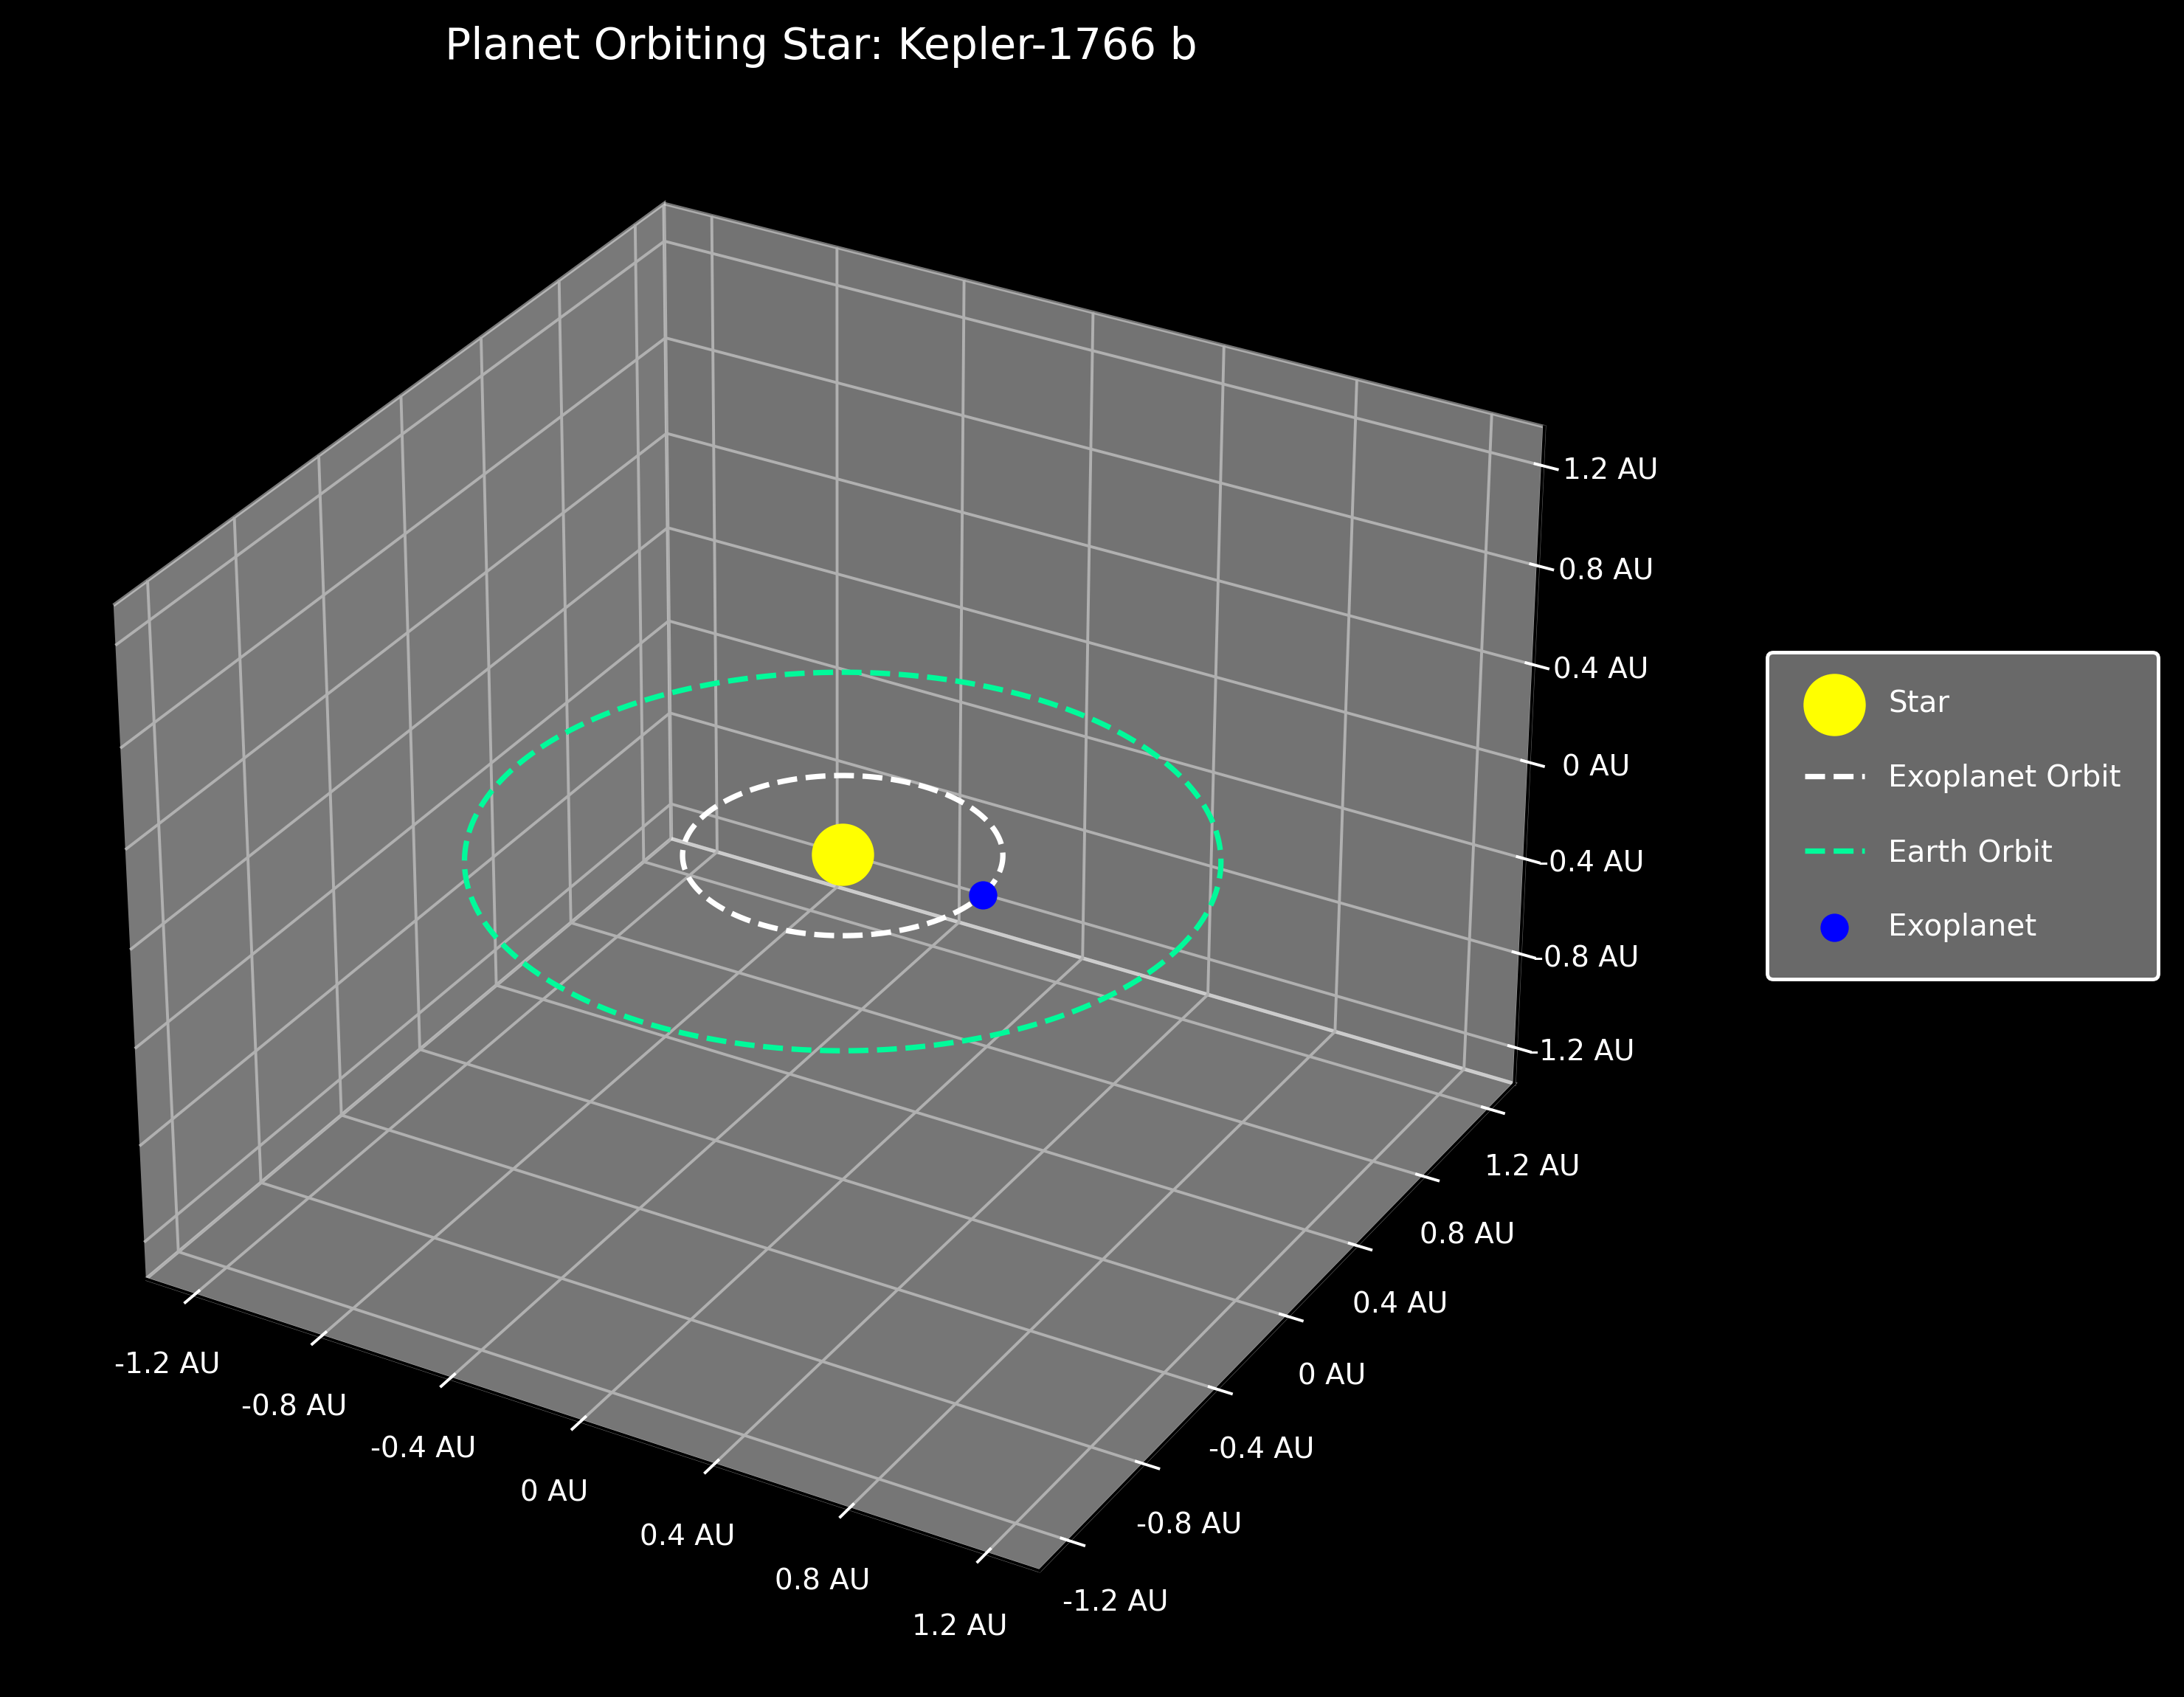 Planet Orbiting Star: Kepler-1766 b
1.2 AU
0.8 AU
0.4 AU
0 AU
-0.4 AU
-0.8 AU
-1.2 AU
Star
Exoplanet Orbit
Earth Orbit
Exoplanet
1.2 AU
0.8 AU
0.4 AU
0 AU
-0.4 AU
-0.8 AU
-1.2 AU
-1.2 AU
-0.8 AU
-0.4 AU
0 AU
0.4 AU
0.8 AU
1.2 AU